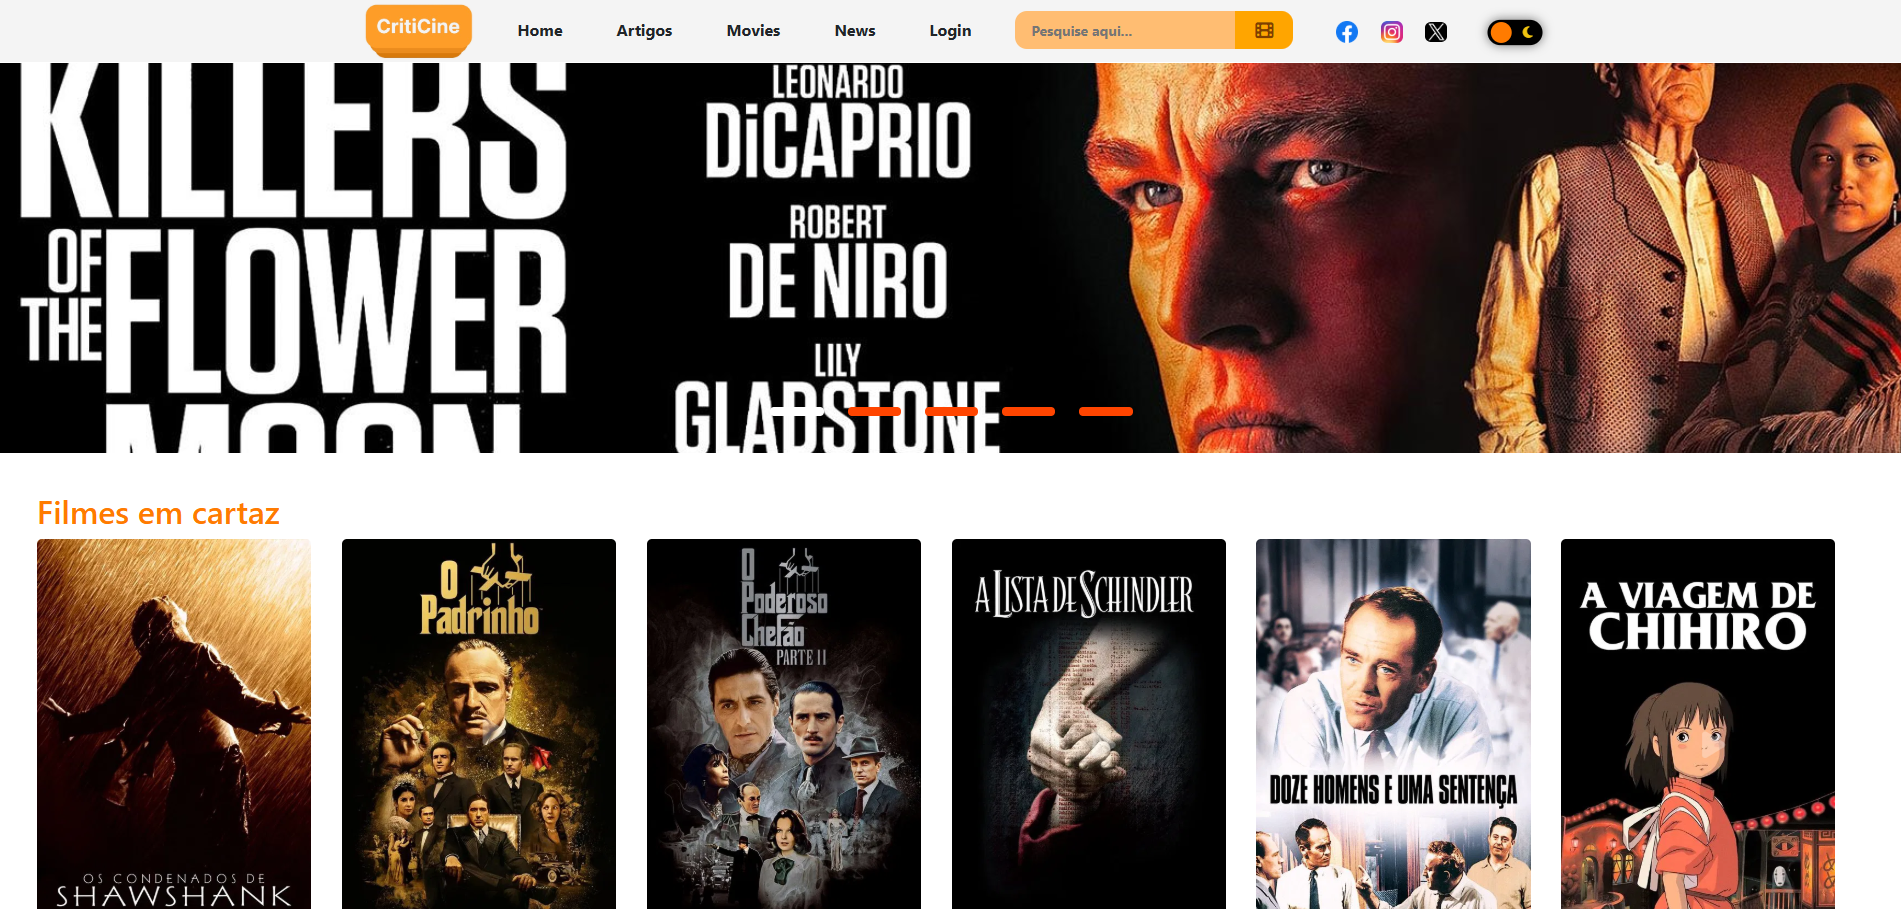 CritiCine
Home
Artigos
Movies
News
Login
Pesquise aqui...
KILLERS
OF
THE
FLOWER
MOON
LEONARDO
DiCAPRIO
ROBERT
DE NIRO
LILY
GLADSTONE
Filmes em cartaz
OS CONDENADOS DE
SHAWSHANK
O
Padrinho
O
Poderoso
Chefão
PARTE II
A LISTA DE SCHINDLER
DOZE HOMENS E UMA SENTENÇA
A VIAGEM DE
CHIHIRO